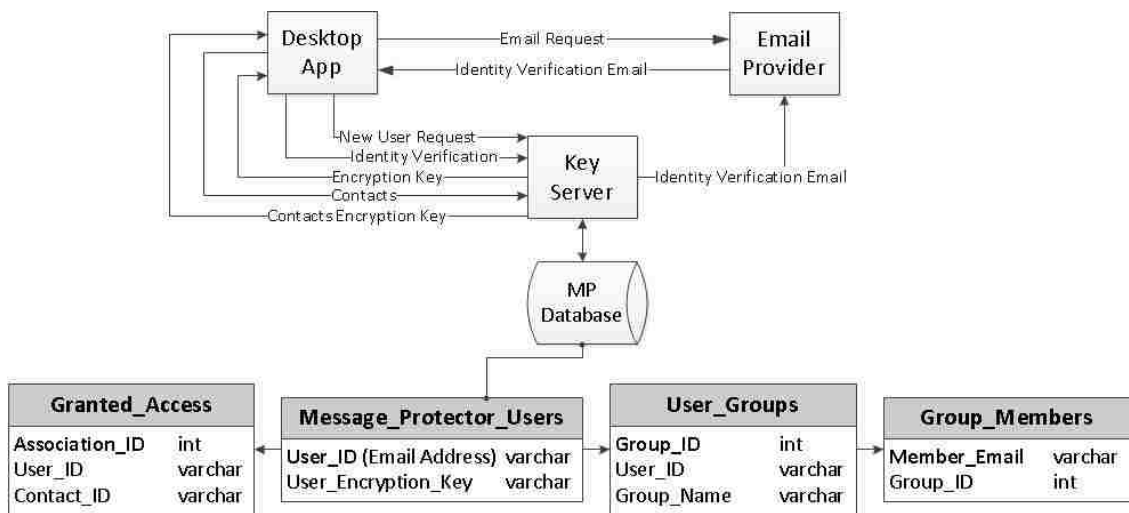 Desktop
App
Email Request
Email
Provider
Identity Verification Email
New User Request
Identity Verification
Encryption Key
Contacts
Contacts Encryption Key
Key
Server
Identity Verification Email
MP
Database
Granted_Access
Association_ID int
User_ID varchar
Contact_ID varchar
Message_Protector_Users
User_ID (Email Address) varchar
User_Encryption_Key varchar
User_Groups
Group_ID int
User_ID varchar
Group_Name varchar
Group_Members
Member_Email varchar
Group_ID int